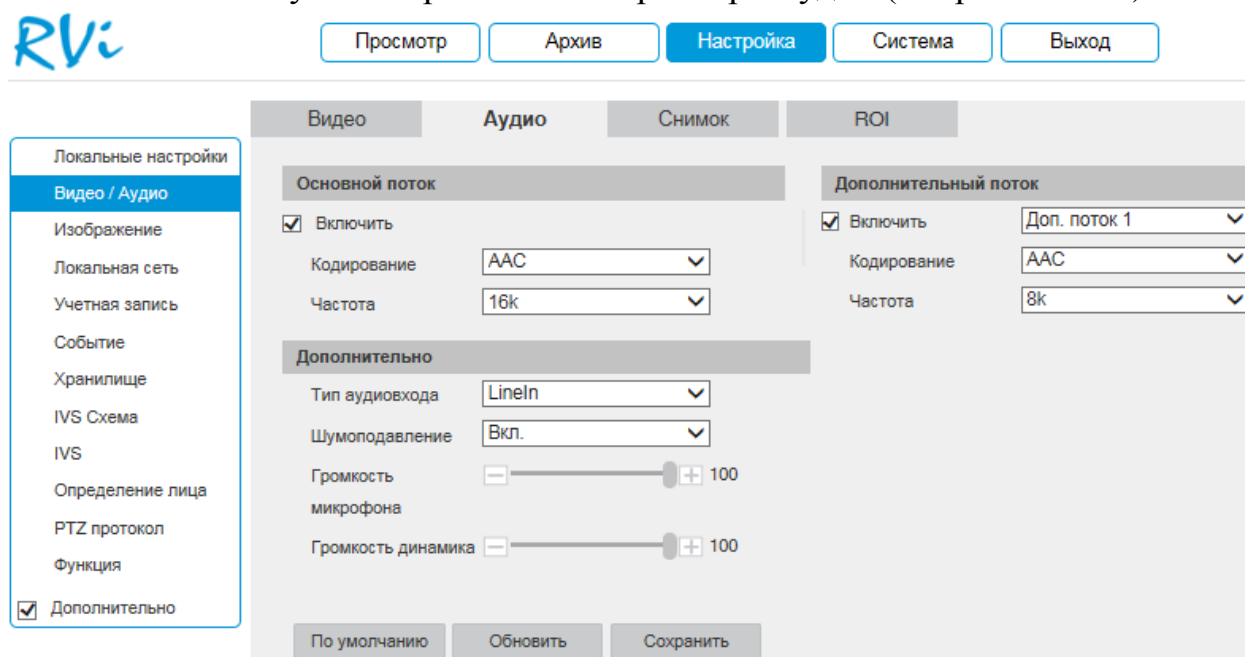 RVi
Просмотр Архив Настройка Система Выход
Видео Аудио Снимок ROI
Локальные настройки
Видео / Аудио
Изображение
Локальная сеть
Учетная запись
Событие
Хранилище
IVS Схема
IVS
Определение лица
PTZ протокол
Функция
Дополнительно
Основной поток
Включить
Кодирование AAC
Частота 16k
Дополнительный поток
Включить Доп. поток 1
Кодирование AAC
Частота 8k
Дополнительно
Тип аудиовхода LineIn
Шумоподавление Вкл.
Громкость
микрофона 100
Громкость динамика 100
По умолчанию Обновить Сохранить